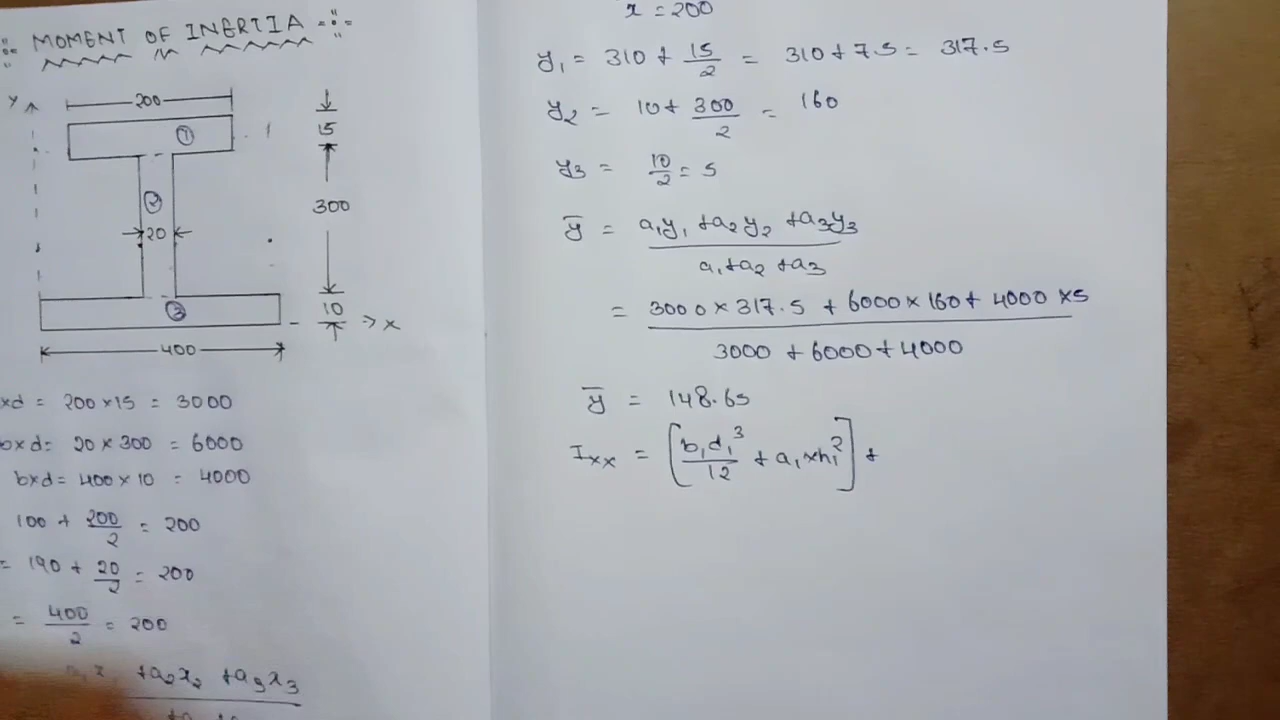 MOMENT OF INERTIA
Y
200
①
15
②
300
20
③
10
X
400
xd = 200×15 = 3000
b×d = 20 × 300 = 6000
b×d = 400×10 = 4000
100 + 200/2 = 200
= 190 + 20/2 = 200
= 400/2 = 200
+a₂x₂ +a₃x₃
x = 200
y₁ = 310 + 15/2 = 310 + 7.5 = 317.5
y₂ = 10 + 300/2 = 160
y₃ = 10/2 = 5
ȳ = a₁y₁ + a₂y₂ + a₃y₃
a₁ + a₂ + a₃
= 3000 × 317.5 + 6000 × 160 + 4000 × 5
3000 + 6000 + 4000
ȳ = 148.65
Ixx = [b₁d₁³/12 + a₁×h₁²] +